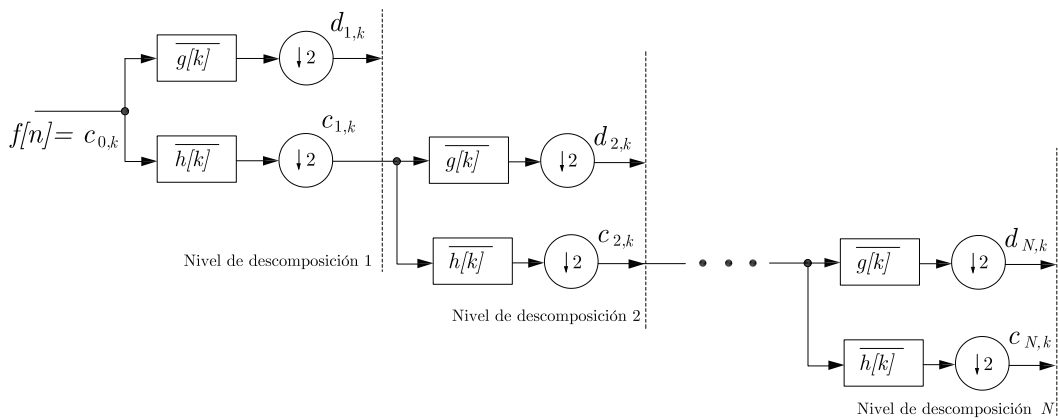 d1,k
g[k]
↓2
f[n]= c0,k
c1,k
h[k]
↓2
d2,k
g[k]
↓2
Nivel de descomposición 1
c2,k
h[k]
↓2
Nivel de descomposición 2
dN,k
g[k]
↓2
cN,k
h[k]
↓2
Nivel de descomposición N